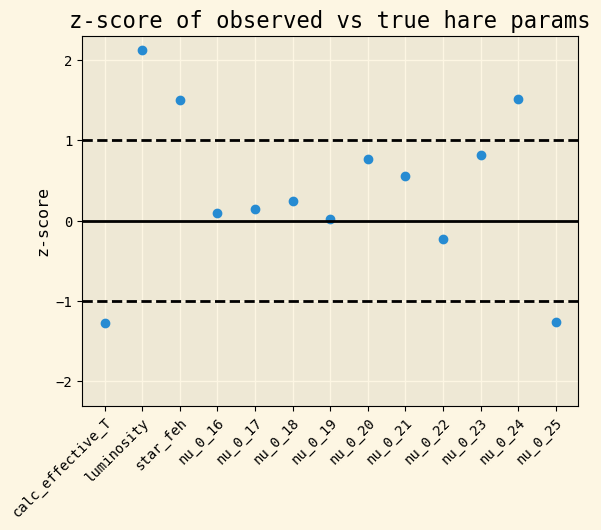 z-score of observed vs true hare params
2
1
0
−1
−2
z-score
calc_effective_T
luminosity
star_feh
nu_0_16
nu_0_17
nu_0_18
nu_0_19
nu_0_20
nu_0_21
nu_0_22
nu_0_23
nu_0_24
nu_0_25